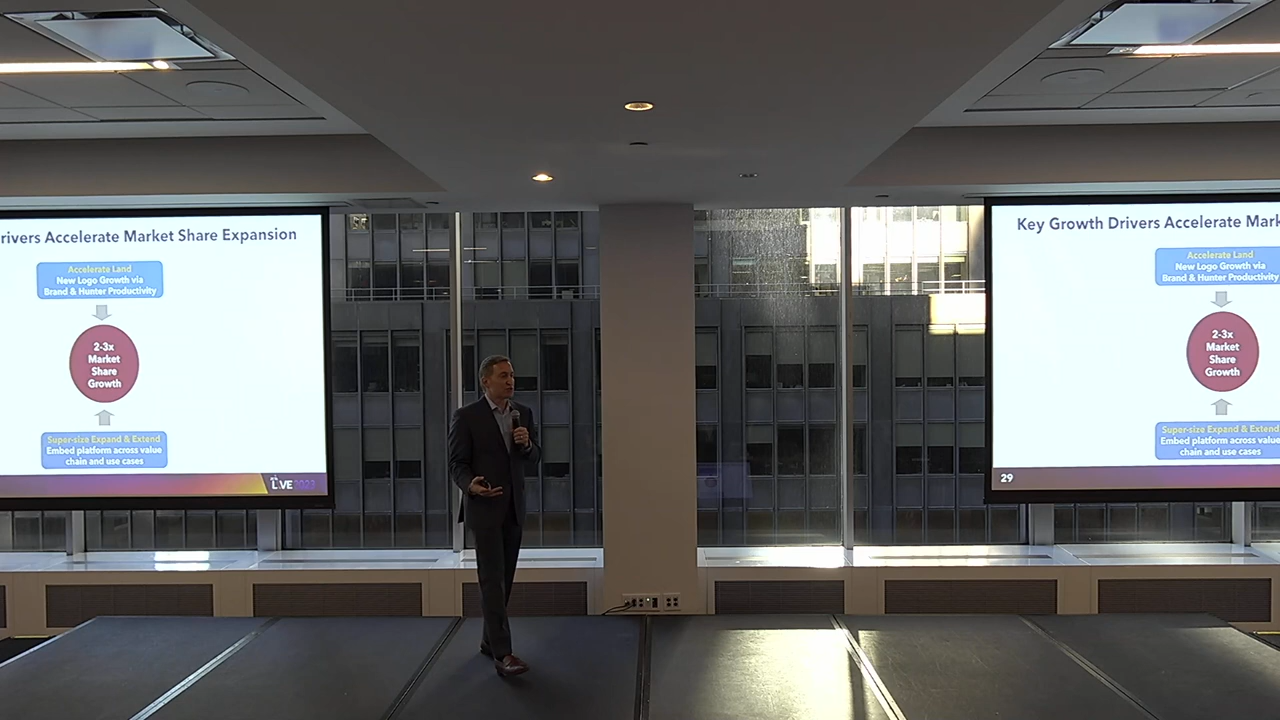 rivers Accelerate Market Share Expansion
Accelerate Land
New Logo Growth via
Brand & Hunter Productivity
2-3x
Market
Share
Growth
Super-size Expand & Extend
Embed platform across value
chain and use cases
LIVE2023
Key Growth Drivers Accelerate Mark
Accelerate Land
New Logo Growth via
Brand & Hunter Productivity
2-3x
Market
Share
Growth
Super-size Expand & Extend
Embed platform across value
chain and use cases
29